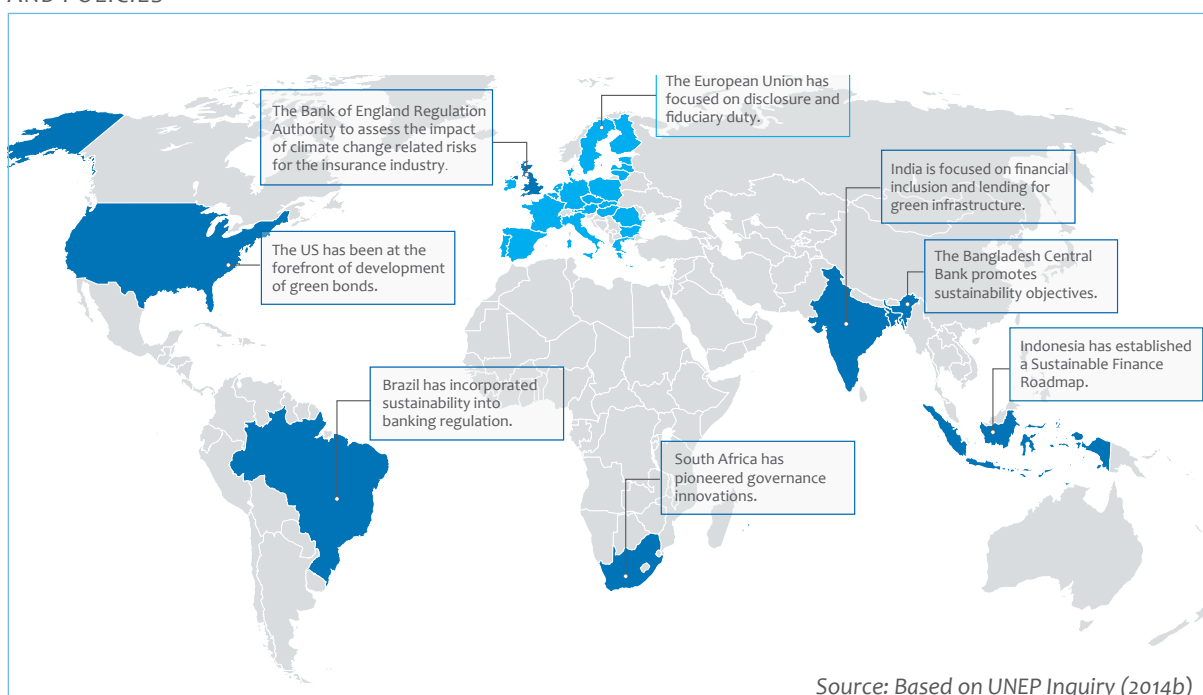 AND POLICIES
The European Union has
focused on disclosure and
fiduciary duty.
The Bank of England Regulation
Authority to assess the impact
of climate change related risks
for the insurance industry.
India is focused on financial
inclusion and lending for
green infrastructure.
The US has been at the
forefront of development
of green bonds.
The Bangladesh Central
Bank promotes
sustainability objectives.
Indonesia has established
a Sustainable Finance
Roadmap.
Brazil has incorporated
sustainability into
banking regulation.
South Africa has
pioneered governance
innovations.
Source: Based on UNEP Inquiry (2014b)